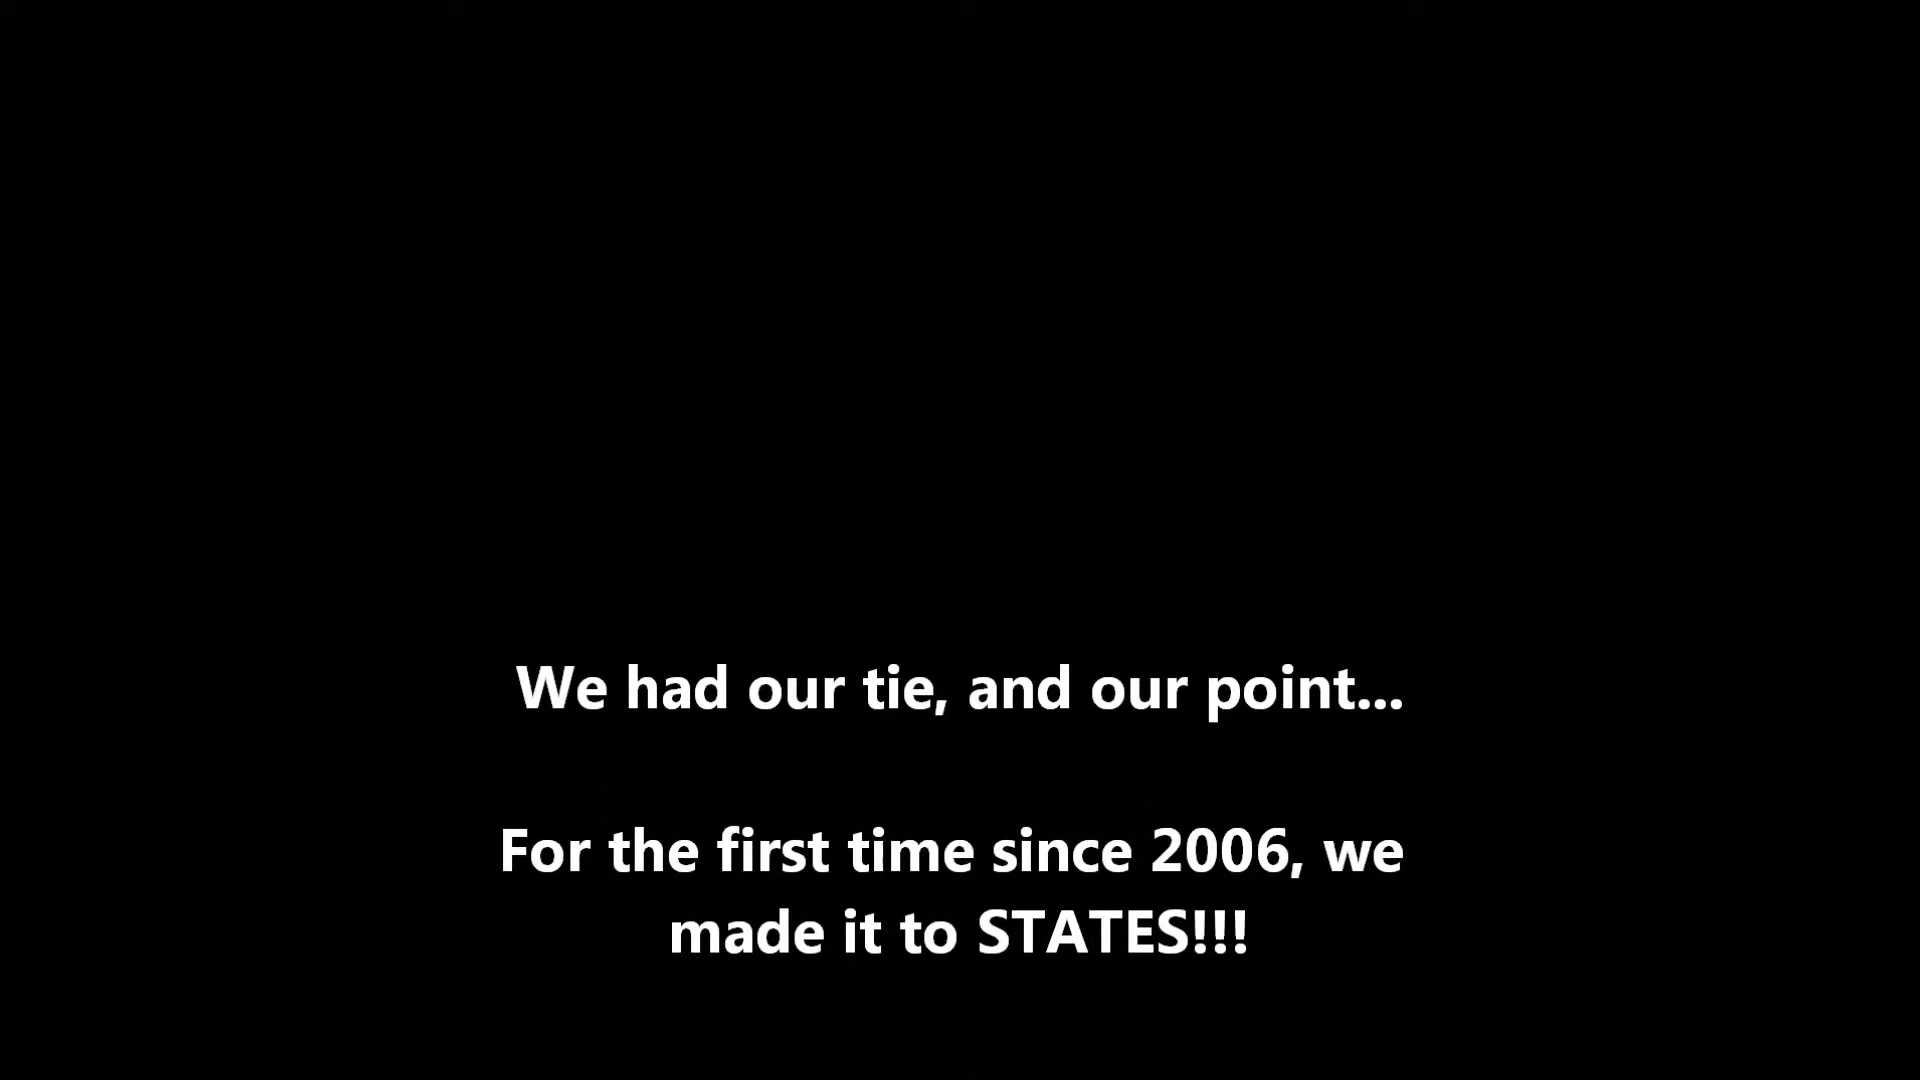 We had our tie, and our point...
For the first time since 2006, we
made it to STATES!!!